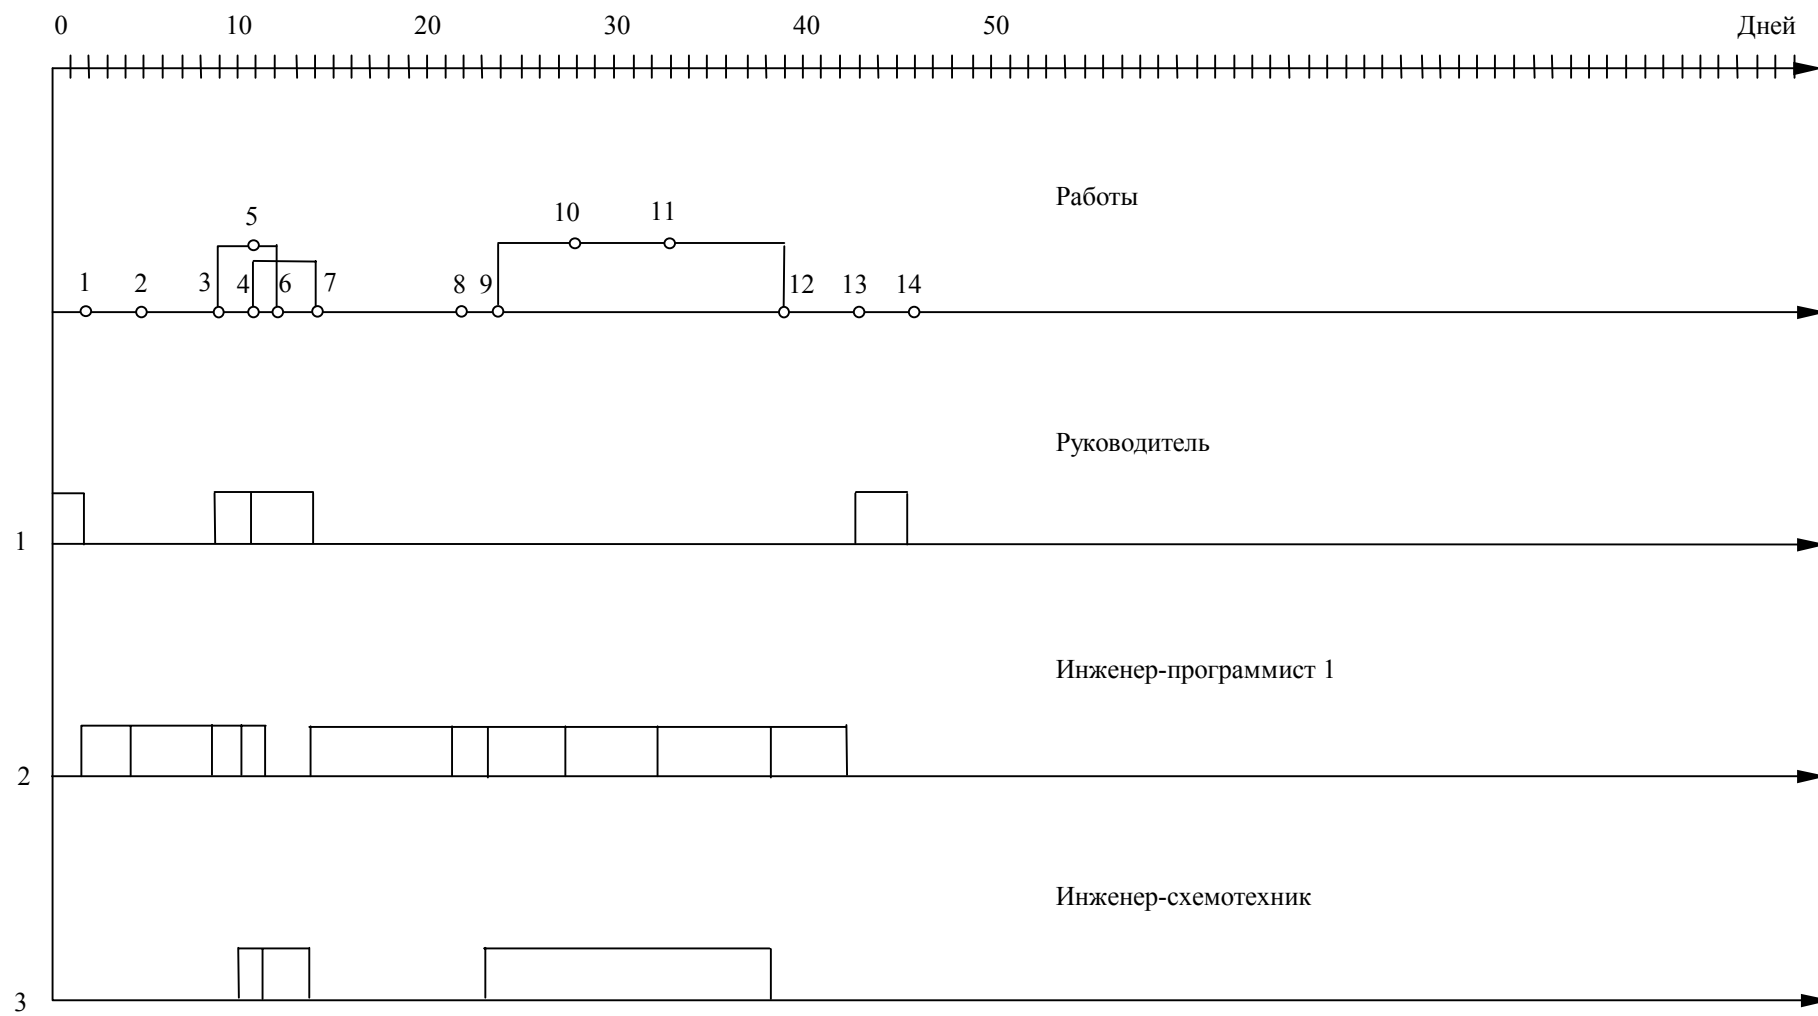 0 10 20 30 40 50 Дней
Работы
5 10 11
1 2 3 4 6 7 8 9 12 13 14
Руководитель
1
Инженер-программист 1
2
Инженер-схемотехник
3